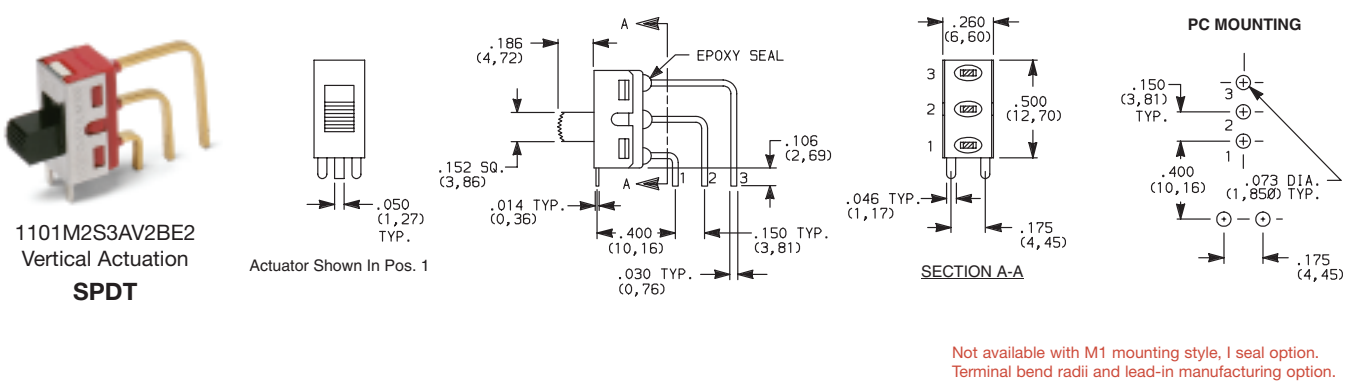 1101M2S3AV2BE2
Vertical Actuation
SPDT
.050
(1,27)
TYP.
Actuator Shown In Pos. 1
.186
(4,72)
A
EPOXY SEAL
.152 SQ.
(3,86)
.106
(2,69)
A
1
2
3
.014 TYP.
(0,36)
.400
(10,16)
.150 TYP.
(3,81)
.030 TYP.
(0,76)
.260
(6,60)
3
2
1
.500
(12,70)
.046 TYP.
(1,17)
.175
(4,45)
SECTION A-A
PC MOUNTING
.150
(3,81)
TYP.
3
2
1
.400
(10,16)
.073 DIA.
(1,850) TYP.
.175
(4,45)
Not available with M1 mounting style, I seal option.
Terminal bend radii and lead-in manufacturing option.